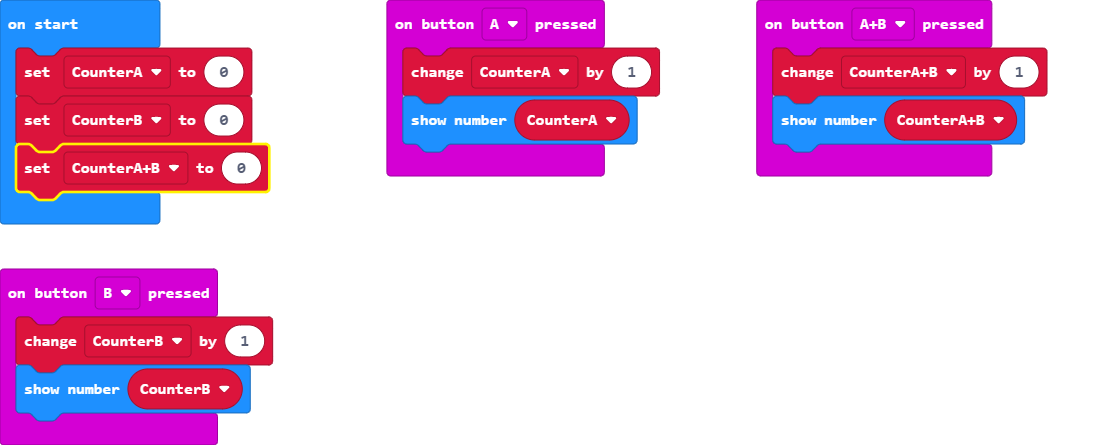 on start
set CounterA to 0
set CounterB to 0
set CounterA+B to 0
on button A pressed
change CounterA by 1
show number CounterA
on button A+B pressed
change CounterA+B by 1
show number CounterA+B
on button B pressed
change CounterB by 1
show number CounterB